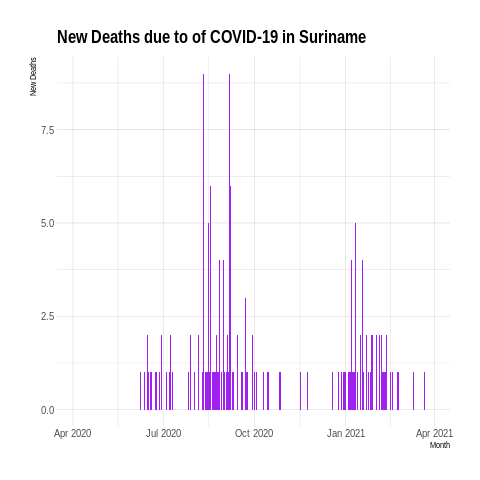 New Deaths due to of COVID-19 in Suriname
New Deaths
7.5
5.0
2.5
0.0
Apr 2020 Jul 2020 Oct 2020 Jan 2021 Apr 2021
Month